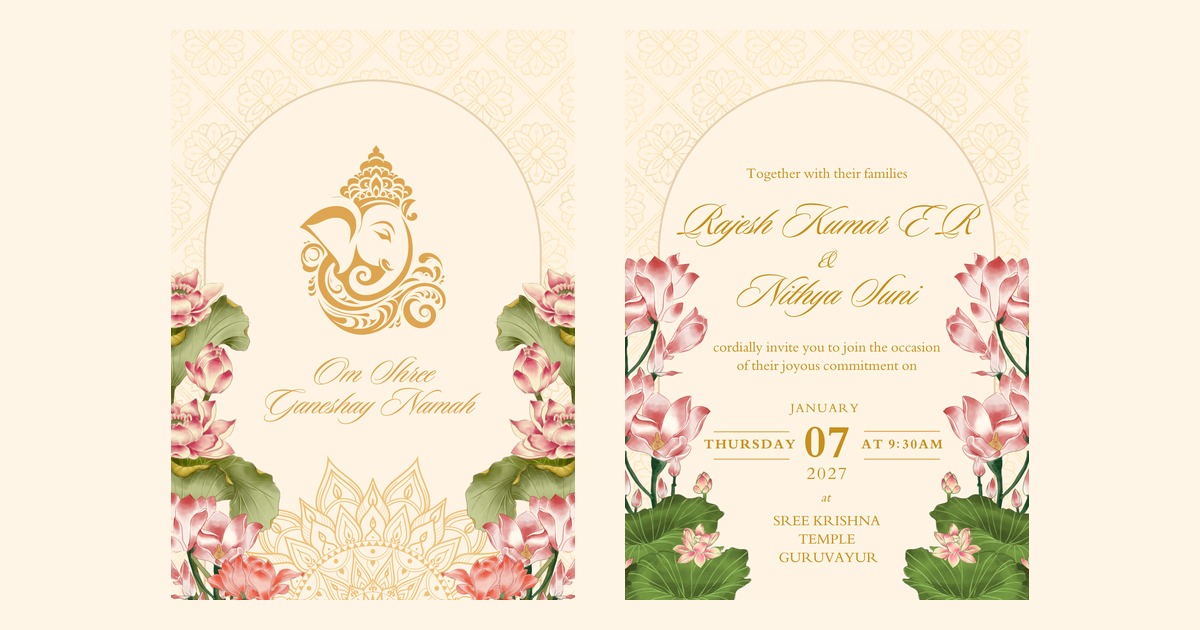 Om Shree
Ganeshay Namah
Together with their families
Rajesh Kumar E R
&
Nithya Suni
cordially invite you to join the occasion
of their joyous commitment on
JANUARY
THURSDAY 07 AT 9:30AM
2027
at
SREE KRISHNA
TEMPLE
GURUVAYUR